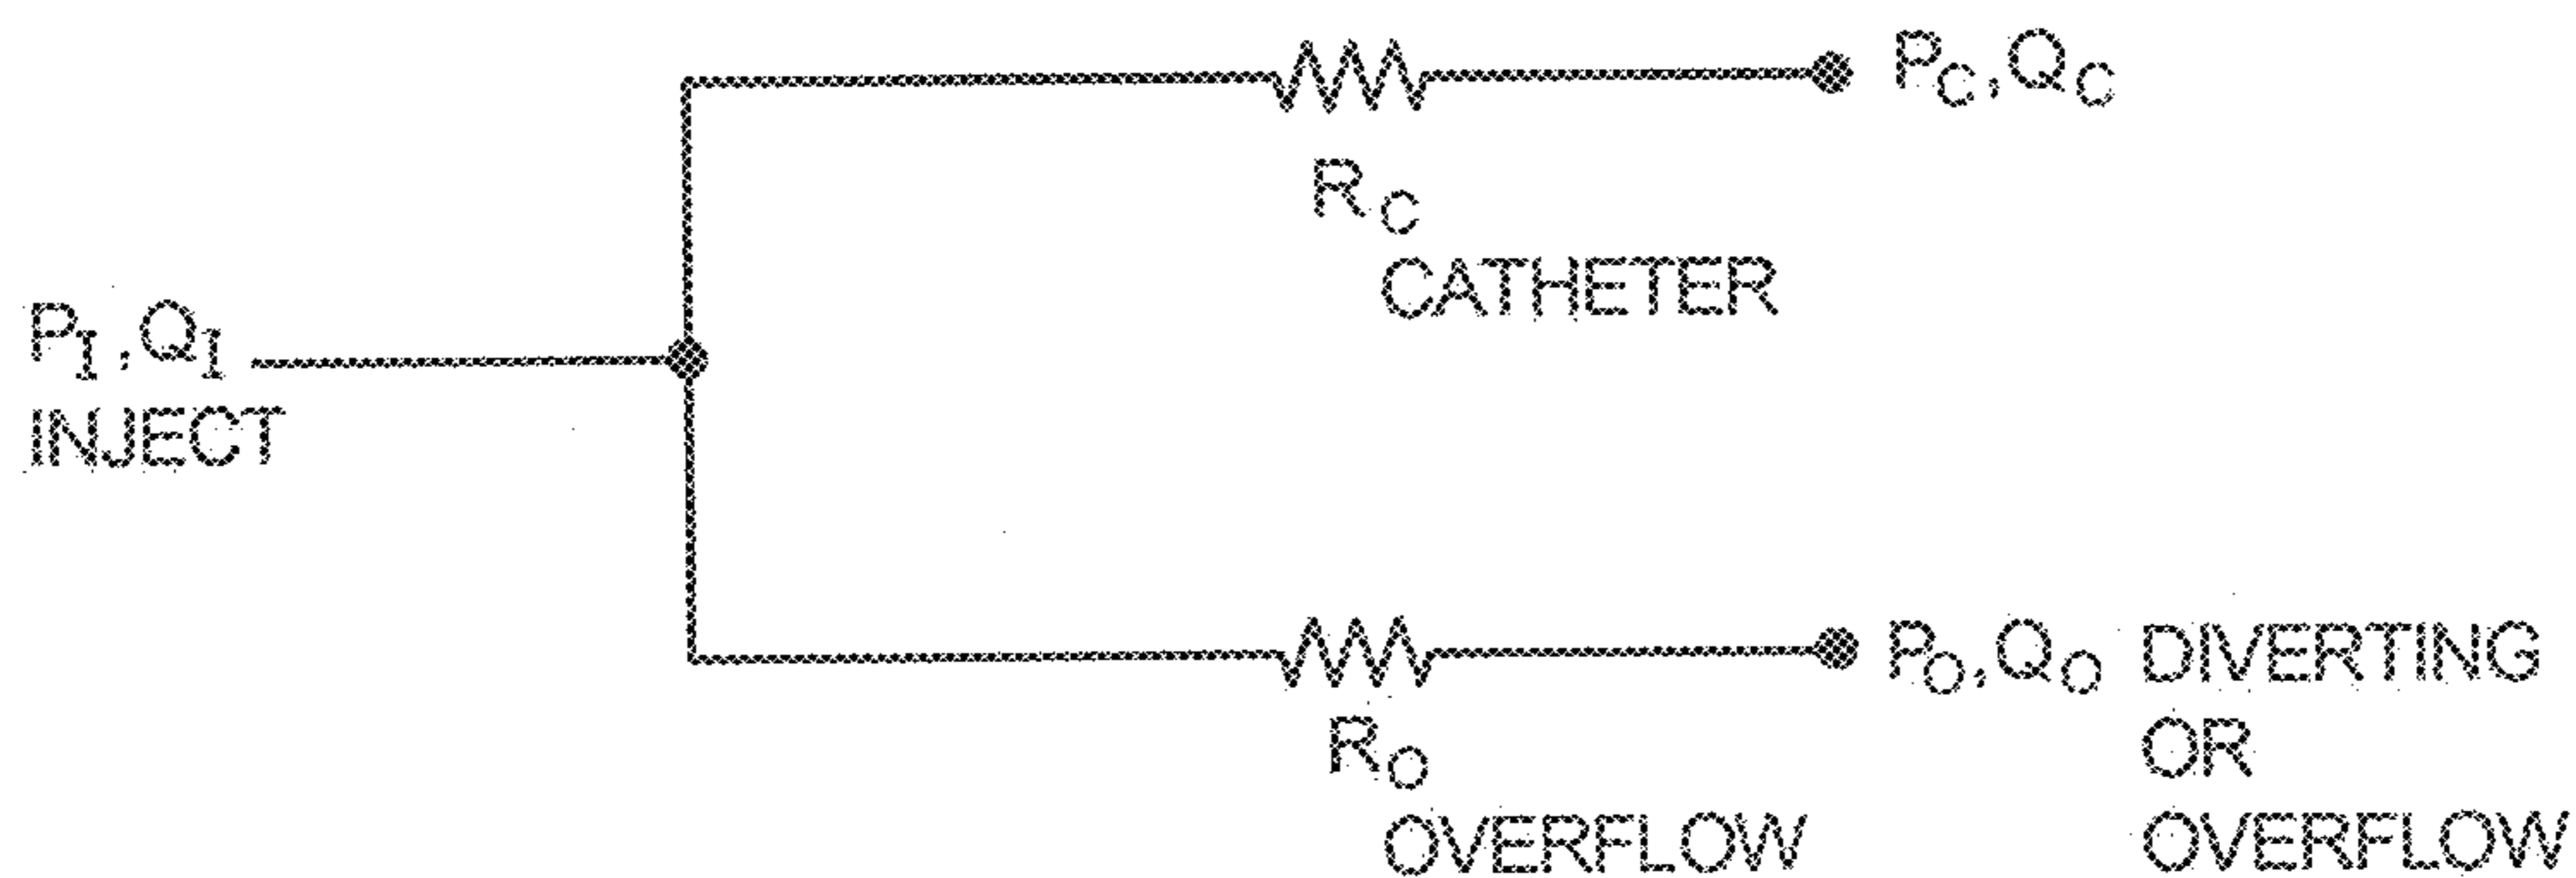 P_C, Q_C
R_C
CATHETER
P_I, Q_I
INJECT
P_O, Q_O DIVERTING
OR
OVERFLOW
R_O
OVERFLOW